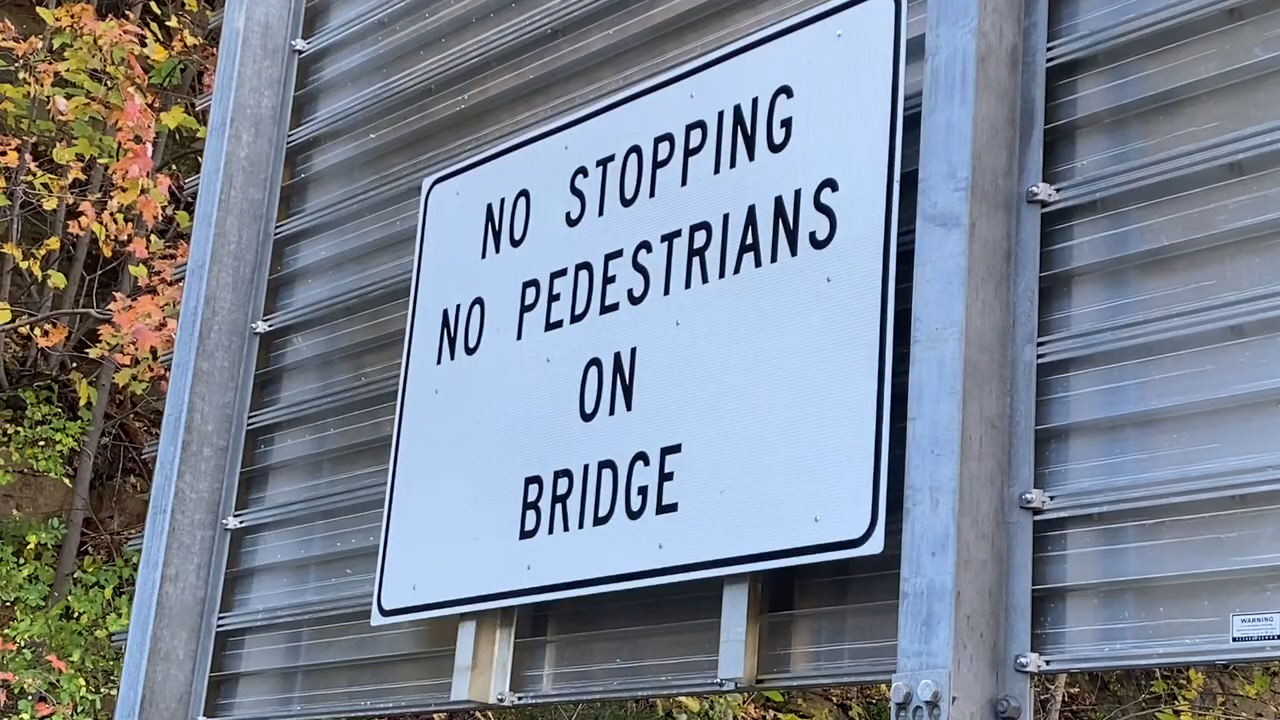 NO STOPPING
NO PEDESTRIANS
ON
BRIDGE
WARNING